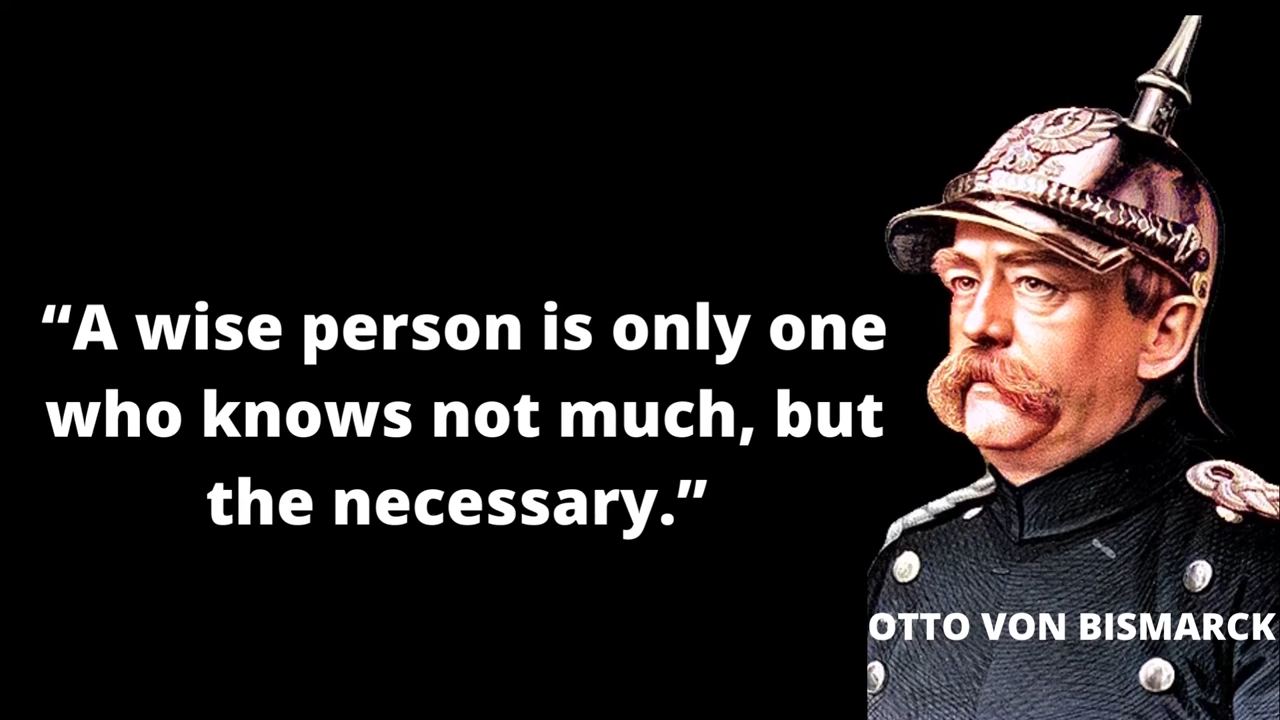 “A wise person is only one
who knows not much, but
the necessary.”
OTTO VON BISMARCK